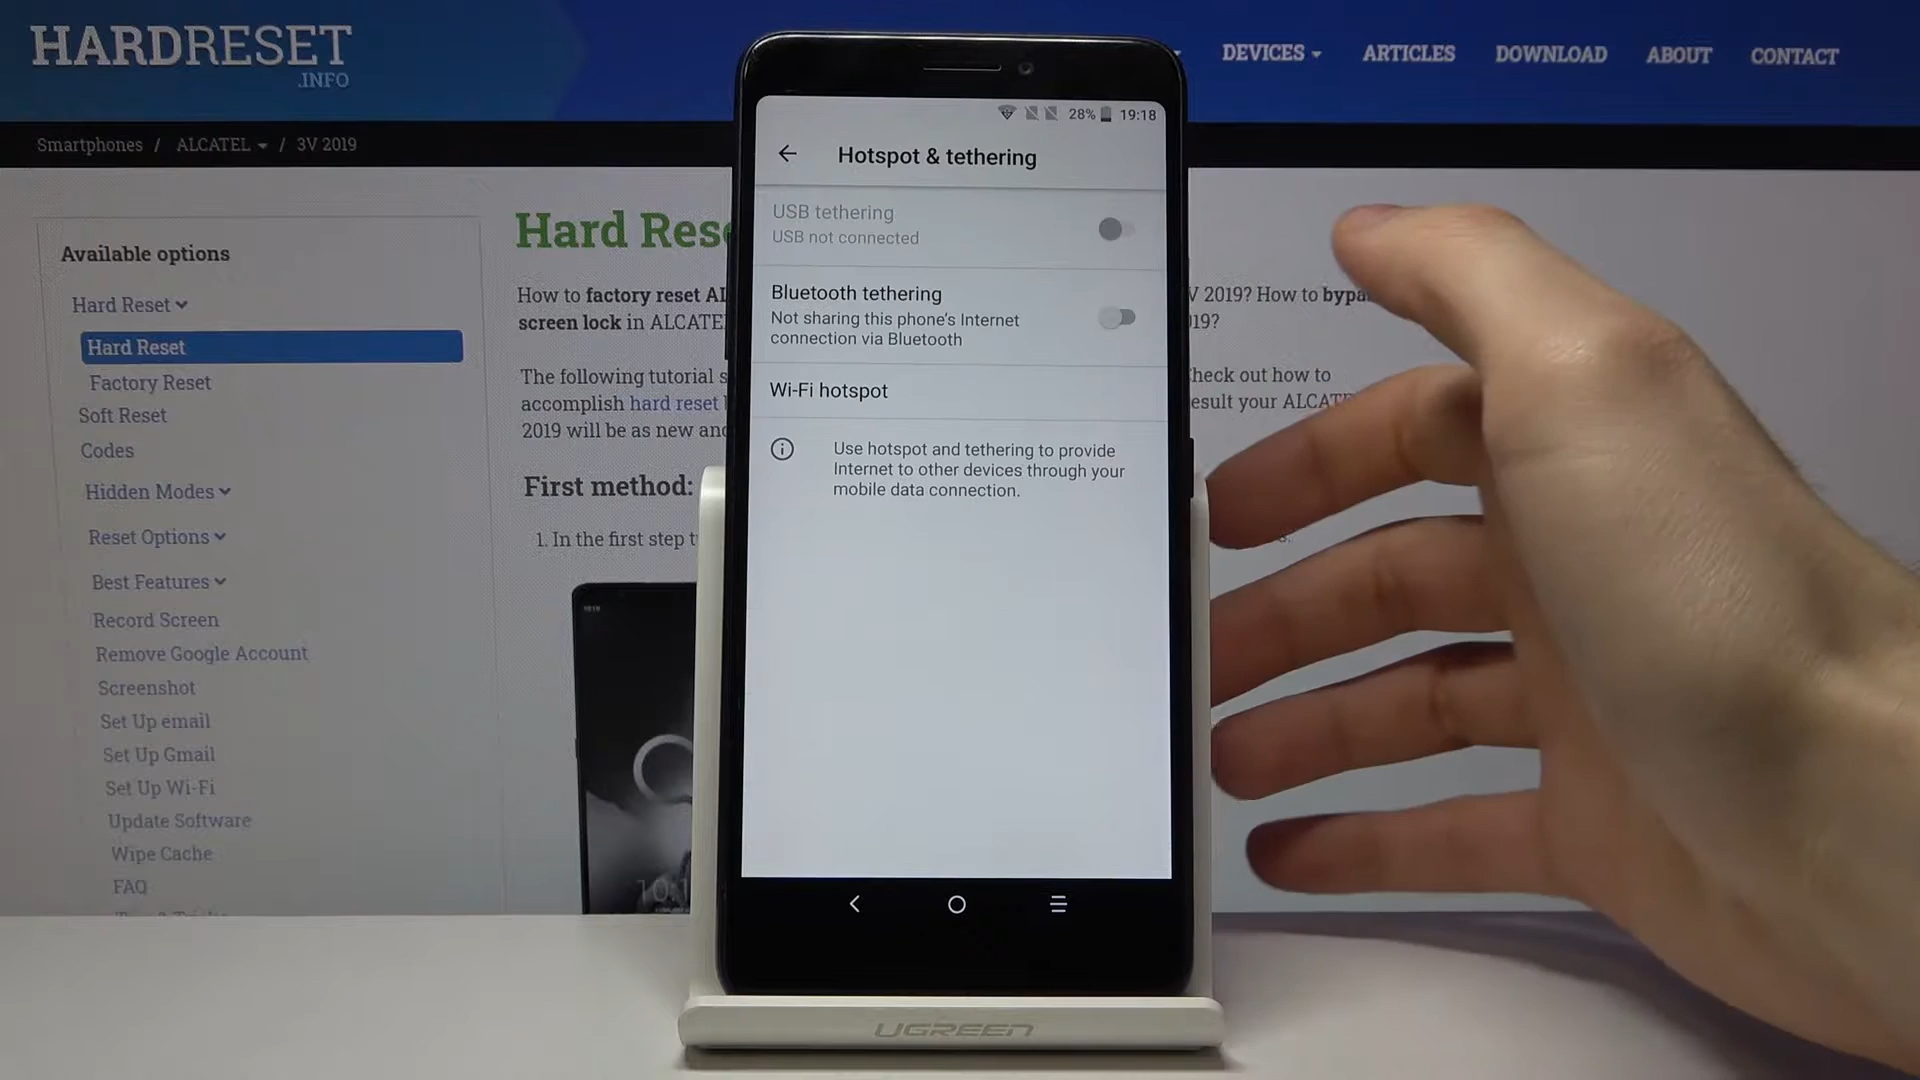 HARDRESET
.INFO
DEVICES
ARTICLES
DOWNLOAD
ABOUT
CONTACT
Smartphones / ALCATEL / 3V 2019
Available options
Hard Reset
Hard Reset
Factory Reset
Soft Reset
Codes
Hidden Modes
Reset Options
Best Features
Record Screen
Remove Google Account
Screenshot
Set Up email
Set Up Gmail
Set Up Wi-Fi
Update Software
Wipe Cache
FAQ
Hard Rese
How to factory reset AL
V 2019? How to bypa
screen lock in ALCATE
019?
The following tutorial s
Check out how to
accomplish hard reset
esult your ALCATE
2019 will be as new and
First method:
1. In the first step t
28% 19:18
Hotspot & tethering
USB tethering
USB not connected
Bluetooth tethering
Not sharing this phone's Internet
connection via Bluetooth
Wi-Fi hotspot
Use hotspot and tethering to provide
Internet to other devices through your
mobile data connection.
UGREEN